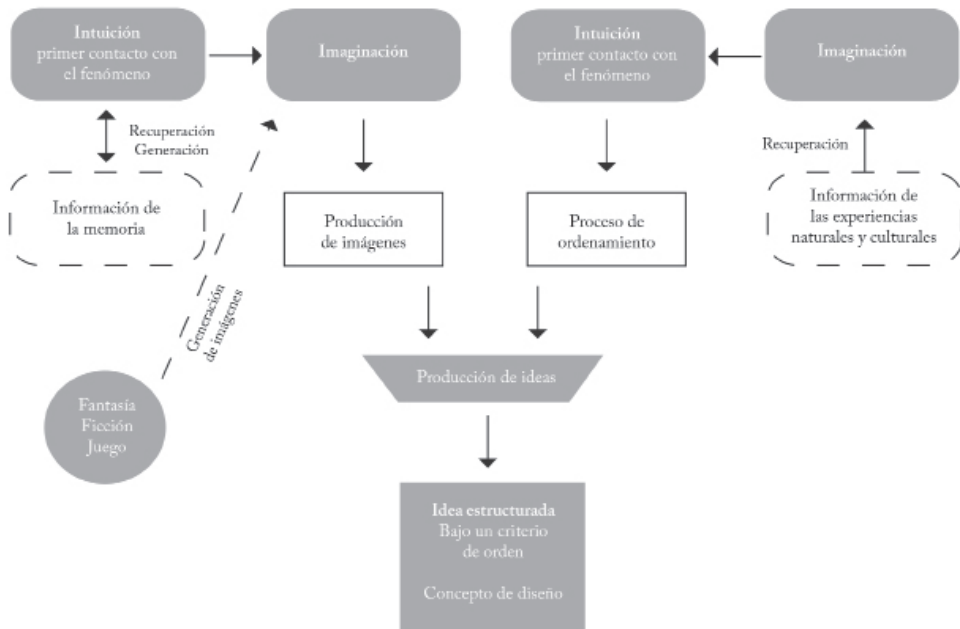 Intuición
primer contacto con
el fenómeno
Imaginación
Intuición
primer contacto con
el fenómeno
Imaginación
Recuperación
Generación
Recuperación
Información de
la memoria
Producción
de imágenes
Proceso de
ordenamiento
Información de
las experiencias
naturales y culturales
Generación
de imágenes
Producción de ideas
Fantasía
Ficción
Juego
Idea estructurada
Bajo un criterio
de orden
Concepto de diseño